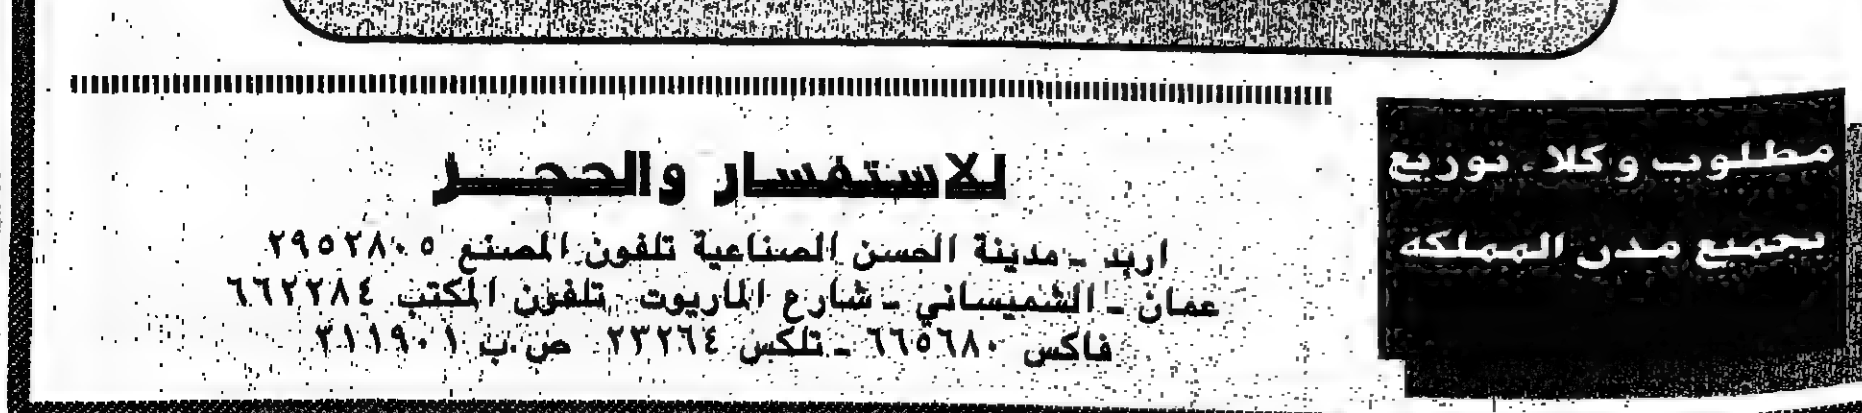 مطلوب وكلاء توزيع
بجميع مدن المملكة
للاستفسار والحجز
اربد - مدينة الحسن الصناعية تلفون المصنع ٢٩٥٢٨٠٥
عمان - الشميساني - شارع الماريوت تلفون المكتب ٦٦٢٢٨٤
فاكس ٦٦٥٦٨٠ - تلكس ٢٣٢٦٤ ص.ب ٢١١٩٠١